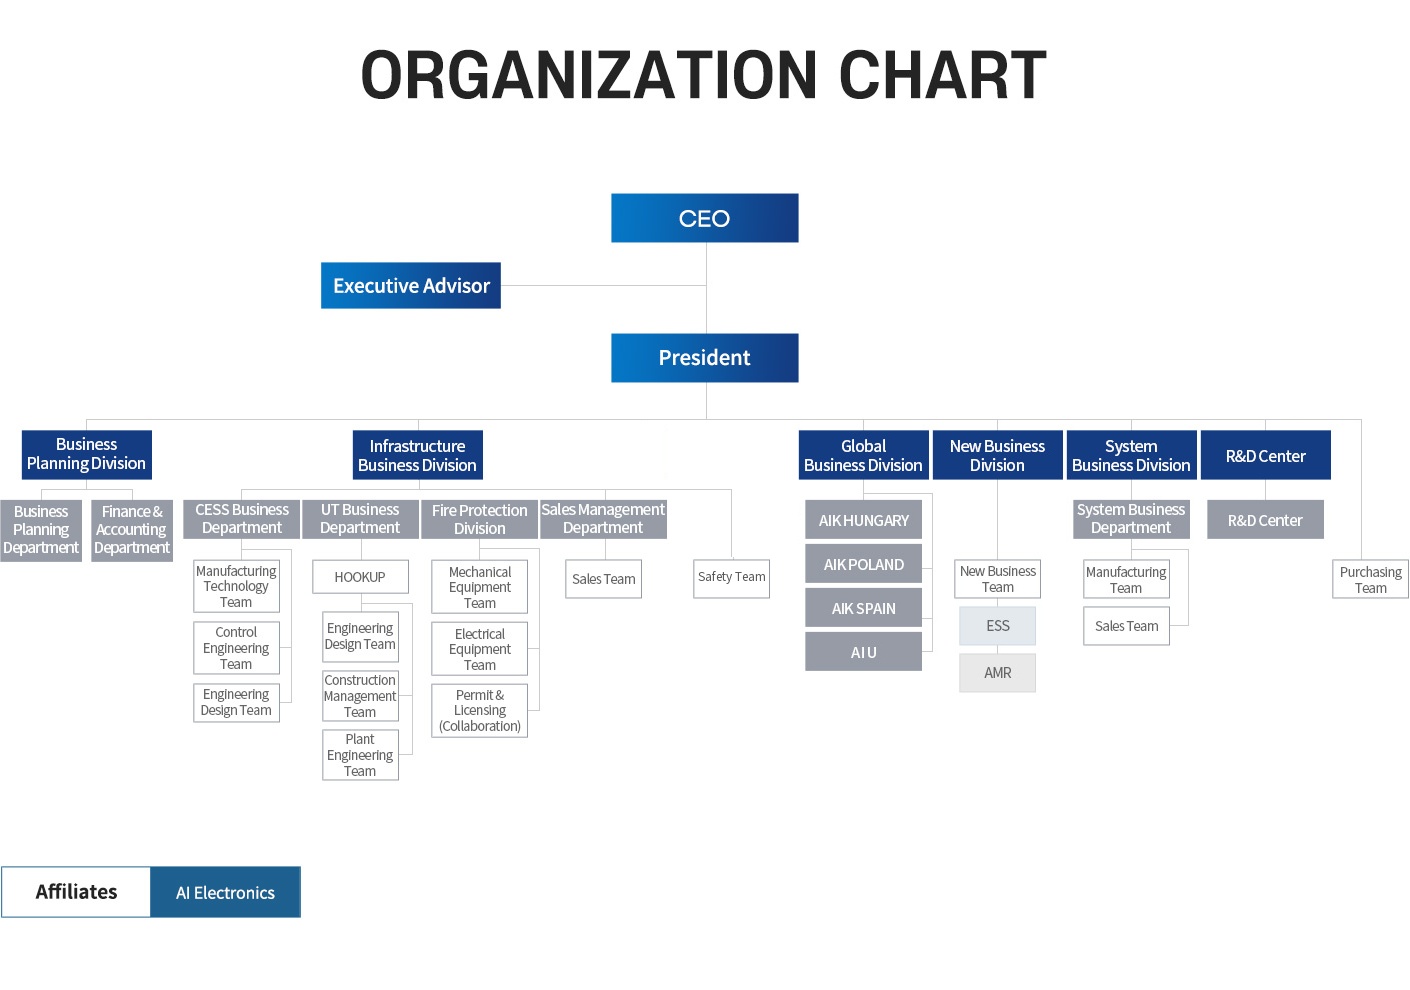 ORGANIZATION CHART
CEO
Executive Advisor
President
Business
Planning Division
Infrastructure
Business Division
Global
Business Division
New Business
Division
System
Business Division
R&D Center
Business
Planning
Department
Finance &
Accounting
Department
CESS Business
Department
UT Business
Department
Fire Protection
Division
Sales Management
Department
AIK HUNGARY
AIK POLAND
AIK SPAIN
AI U
System Business
Department
R&D Center
Manufacturing
Technology
Team
Control
Engineering
Team
Engineering
Design Team
HOOKUP
Engineering
Design Team
Construction
Management
Team
Plant
Engineering
Team
Mechanical
Equipment
Team
Electrical
Equipment
Team
Permit &
Licensing
(Collaboration)
Sales Team
Safety Team
New Business
Team
ESS
AMR
Manufacturing
Team
Sales Team
Purchasing
Team
Affiliates
AI Electronics